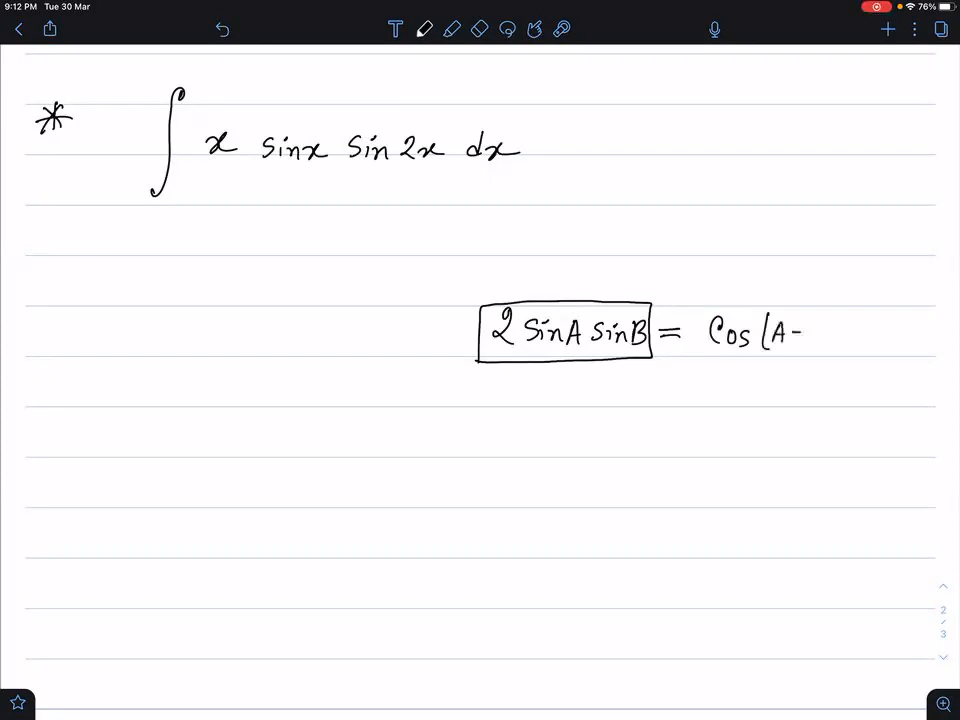 9:12 PM Tue 30 Mar 76%
* ∫ x sinx sin 2x dx
2 sinA sinB = Cos (A-
2
/
3